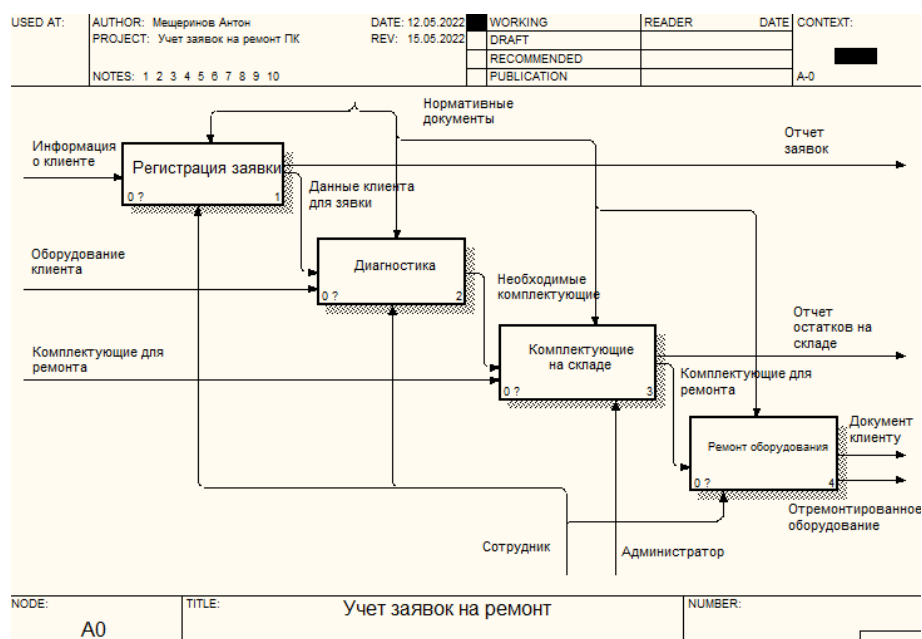 USED AT:
AUTHOR: Мещеринов Антон
DATE: 12.05.2022
WORKING
READER
DATE
CONTEXT:
PROJECT: Учет заявок на ремонт ПК
REV: 15.05.2022
DRAFT
RECOMMENDED
NOTES: 1 2 3 4 5 6 7 8 9 10
PUBLICATION
A-0
Нормативные
документы
Информация
о клиенте
Отчет
заявок
Регистрация заявки
0 ?
1
Данные клиента
для зявки
Оборудование
клиента
Диагностика
0 ?
2
Необходимые
комплектующие
Отчет
остатков на
складе
Комплектующие для
ремонта
Комплектующие
на складе
0 ?
3
Комплектующие для
ремонта
Документ
клиенту
Ремонт оборудования
0 ?
4
Отремонтированное
оборудование
Сотрудник
Администратор
NODE:
TITLE:
Учет заявок на ремонт
NUMBER:
A0